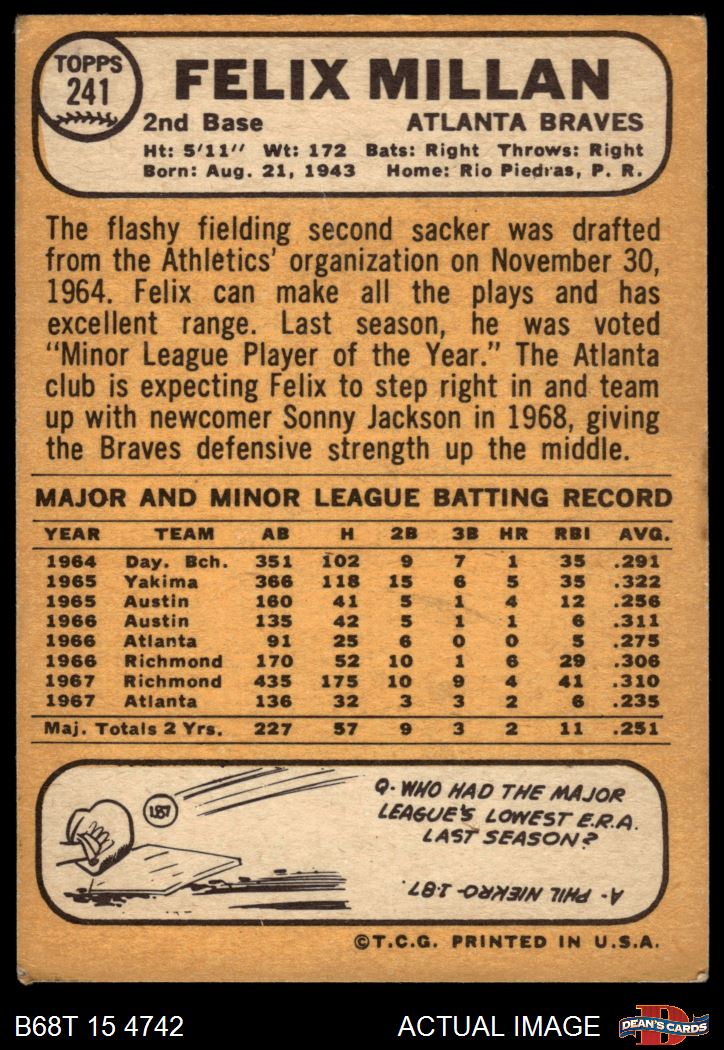 TOPPS
241
FELIX MILLAN
2nd Base ATLANTA BRAVES
Ht: 5'11" Wt: 172 Bats: Right Throws: Right
Born: Aug. 21, 1943 Home: Rio Piedras, P. R.
The flashy fielding second sacker was drafted
from the Athletics' organization on November 30,
1964. Felix can make all the plays and has
excellent range. Last season, he was voted
"Minor League Player of the Year." The Atlanta
club is expecting Felix to step right in and team
up with newcomer Sonny Jackson in 1968, giving
the Braves defensive strength up the middle.
MAJOR AND MINOR LEAGUE BATTING RECORD
YEAR TEAM AB H 2B 3B HR RBI AVG.
1964 Day. Bch. 351 102 9 7 1 35 .291
1965 Yakima 366 118 15 6 5 35 .322
1965 Austin 160 41 5 1 4 12 .256
1966 Austin 135 42 5 1 1 6 .311
1966 Atlanta 91 25 6 0 0 5 .275
1966 Richmond 170 52 10 1 6 29 .306
1967 Richmond 435 175 10 9 4 41 .310
1967 Atlanta 136 32 3 3 2 6 .235
Maj. Totals 2 Yrs. 227 57 9 3 2 11 .251
1.87
Q- WHO HAD THE MAJOR
LEAGUE'S LOWEST E.R.A.
LAST SEASON?
A- PHIL NIEKRO 1.87.
©T.C.G. PRINTED IN U.S.A.
B68T 15 4742 ACTUAL IMAGE
D
DEAN'S CARDS